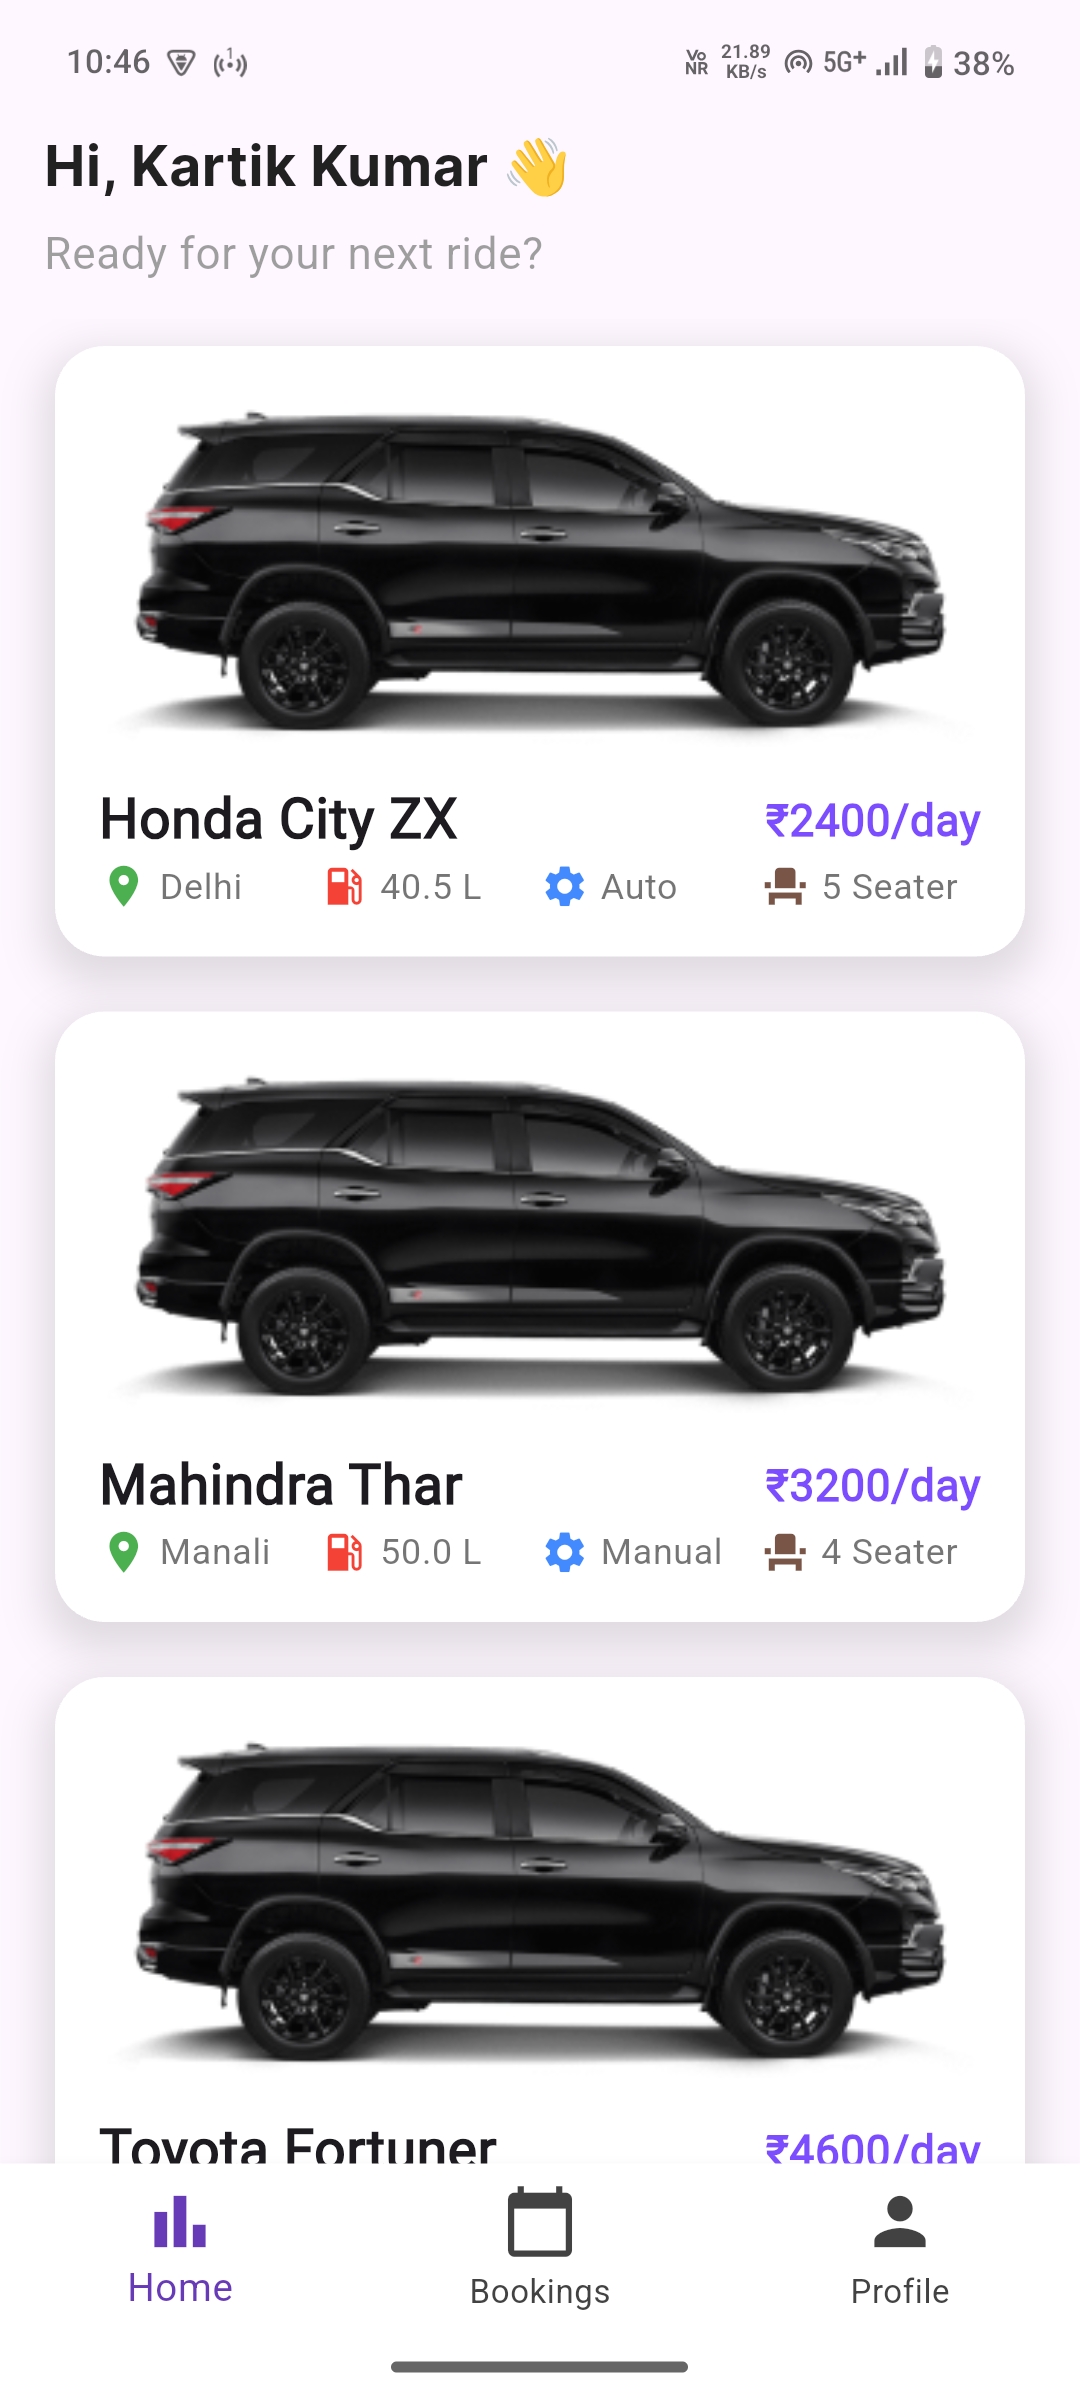 10:46 1 Vo NR 21.89 KB/s 5G+ 38%
Hi, Kartik Kumar 👋
Ready for your next ride?
Honda City ZX ₹2400/day
Delhi 40.5 L Auto 5 Seater
Mahindra Thar ₹3200/day
Manali 50.0 L Manual 4 Seater
Toyota Fortuner ₹4600/day
Home Bookings Profile